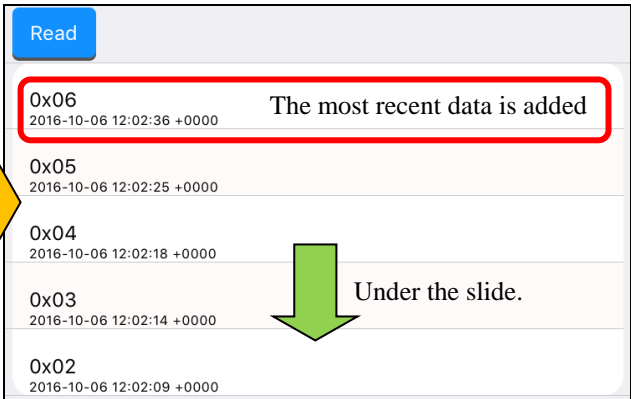 Read
0x06
The most recent data is added
2016-10-06 12:02:36 +0000
0x05
2016-10-06 12:02:25 +0000
0x04
2016-10-06 12:02:18 +0000
Under the slide.
0x03
2016-10-06 12:02:14 +0000
0x02
2016-10-06 12:02:09 +0000